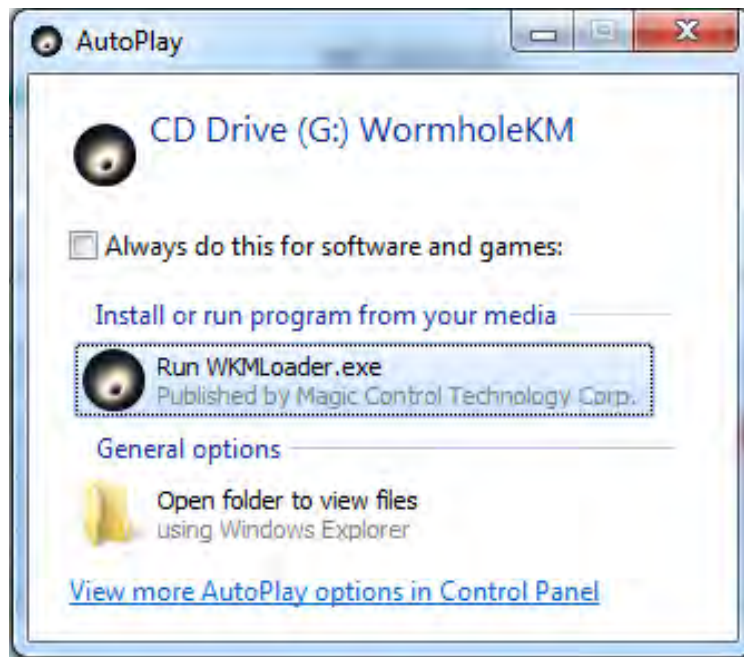 AutoPlay
CD Drive (G:) WormholeKM
Always do this for software and games:
Install or run program from your media
Run WKMLoader.exe
Published by Magic Control Technology Corp.
General options
Open folder to view files
using Windows Explorer
View more AutoPlay options in Control Panel